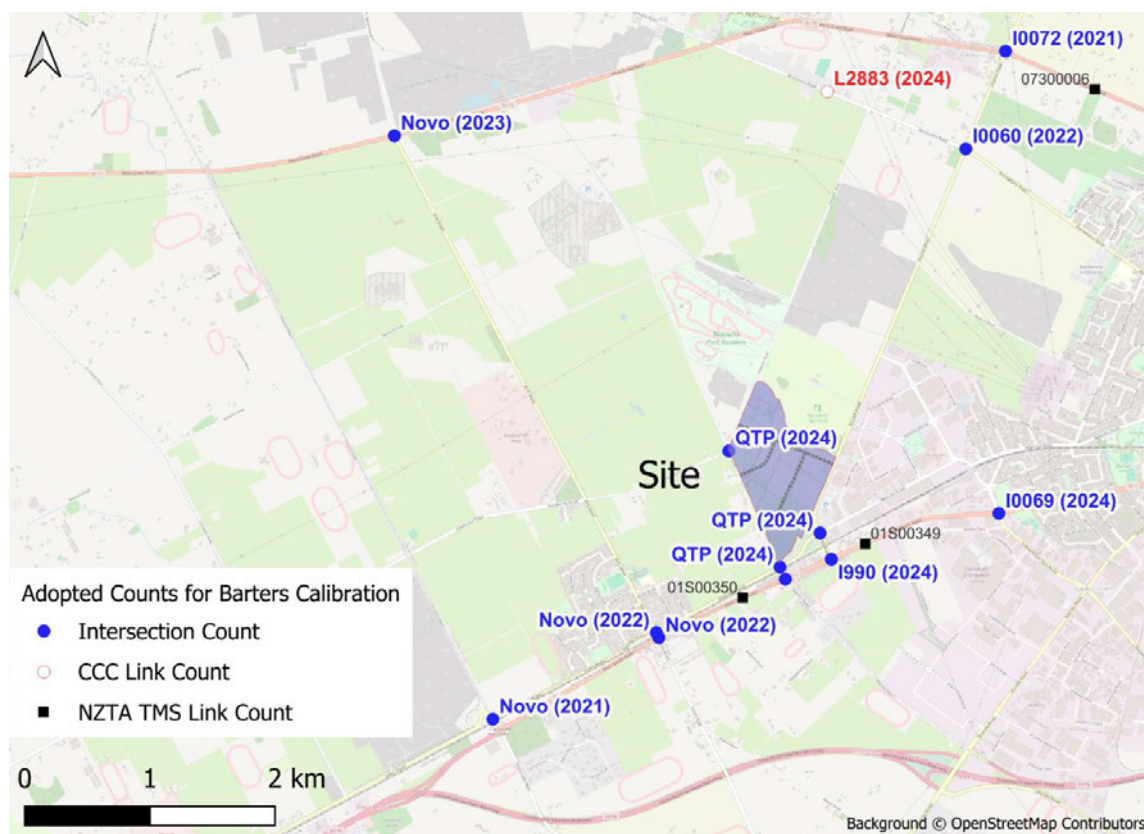 I0072 (2021)
07300006
L2883 (2024)
Novo (2023)
I0060 (2022)
QTP (2024)
Site
I0069 (2024)
QTP (2024)
01S00349
QTP (2024)
I990 (2024)
01S00350
Novo (2022)
Novo (2022)
Novo (2021)
Adopted Counts for Barters Calibration
Intersection Count
CCC Link Count
NZTA TMS Link Count
0 1 2 km
Background © OpenStreetMap Contributors